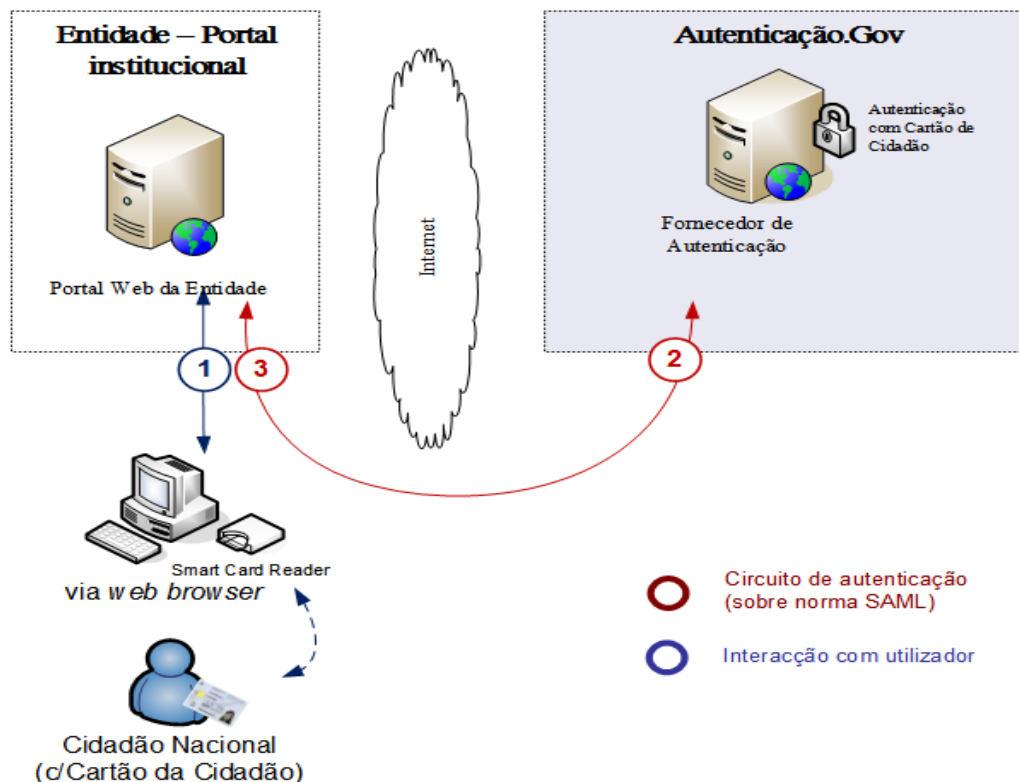 Entidade – Portal
institucional
Portal Web da Entidade
Internet
Autenticação.Gov
Autenticação
com Cartão de
Cidadão
Fornecedor de
Autenticação
1
3
2
Smart Card Reader
via web browser
Cidadão Nacional
(c/Cartão da Cidadão)
Circuito de autenticação
(sobre norma SAML)
Interacção com utilizador